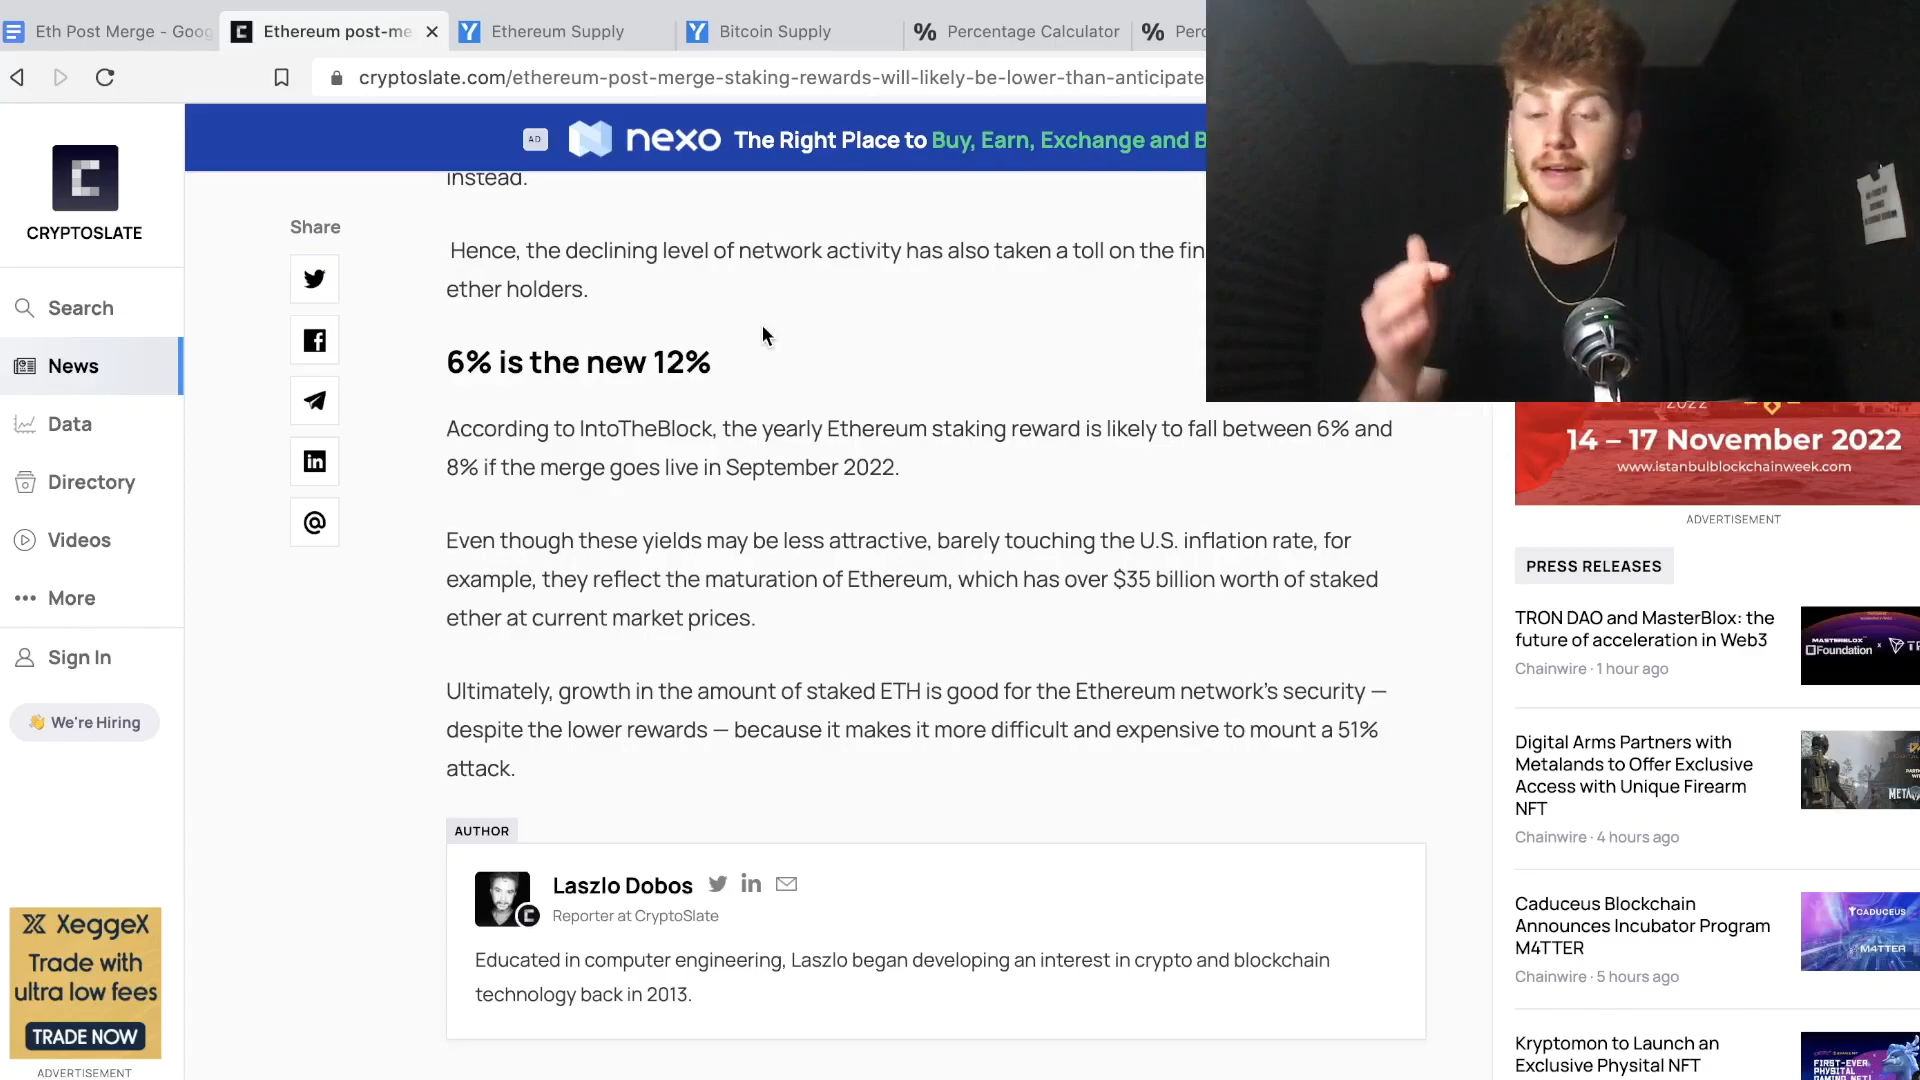 Eth Post Merge - Goog
Ethereum post-me
Ethereum Supply
Bitcoin Supply
Percentage Calculator
Perc
cryptoslate.com/ethereum-post-merge-staking-rewards-will-likely-be-lower-than-anticipate
AD
nexo
The Right Place to Buy, Earn, Exchange and B
CRYPTOSLATE
Search
News
Data
Directory
Videos
More
Sign In
We're Hiring
XeggeX
Trade with
ultra low fees
TRADE NOW
ADVERTISEMENT
Share
instead.
Hence, the declining level of network activity has also taken a toll on the fin
ether holders.
6% is the new 12%
According to IntoTheBlock, the yearly Ethereum staking reward is likely to fall between 6% and
8% if the merge goes live in September 2022.
Even though these yields may be less attractive, barely touching the U.S. inflation rate, for
example, they reflect the maturation of Ethereum, which has over $35 billion worth of staked
ether at current market prices.
Ultimately, growth in the amount of staked ETH is good for the Ethereum network's security —
despite the lower rewards — because it makes it more difficult and expensive to mount a 51%
attack.
AUTHOR
Laszlo Dobos
Reporter at CryptoSlate
Educated in computer engineering, Laszlo began developing an interest in crypto and blockchain
technology back in 2013.
2022
14 – 17 November 2022
www.istanbulblockchainweek.com
ADVERTISEMENT
PRESS RELEASES
TRON DAO and MasterBlox: the
future of acceleration in Web3
Chainwire · 1 hour ago
MASTERBLOX
Foundation x TR
Digital Arms Partners with
Metalands to Offer Exclusive
Access with Unique Firearm
NFT
Chainwire · 4 hours ago
META
Caduceus Blockchain
Announces Incubator Program
M4TTER
Chainwire · 5 hours ago
CADUCEUS
M4TTER
Kryptomon to Launch an
Exclusive Physital NFT
FIRST-EVER
PHYSITAL